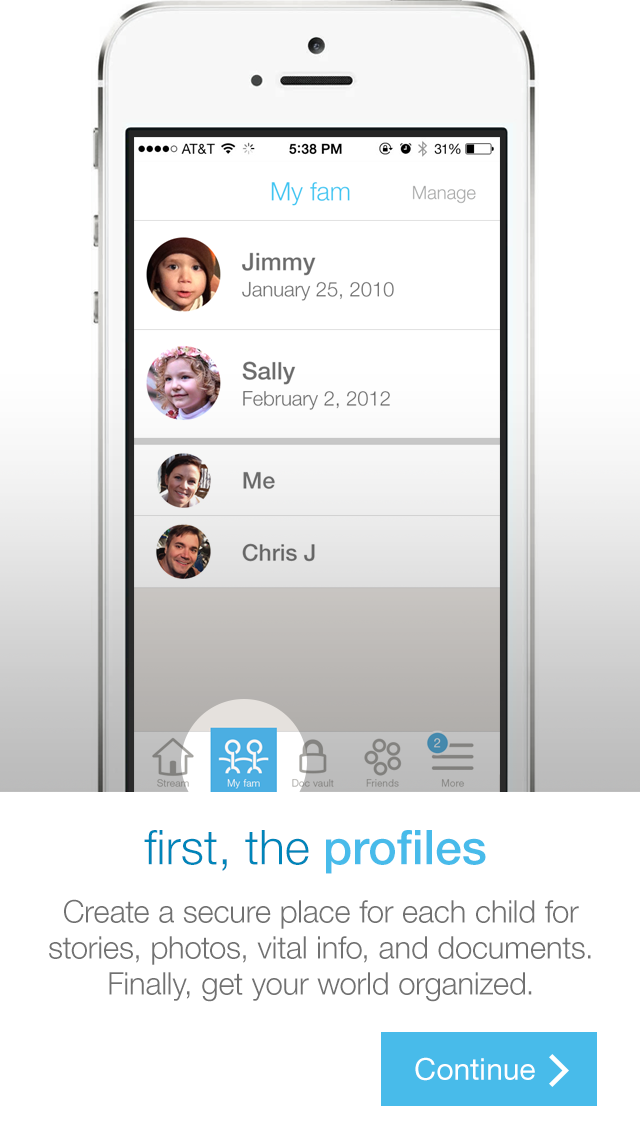 AT&T 5:38 PM 31%
My fam Manage
Jimmy
January 25, 2010
Sally
February 2, 2012
Me
Chris J
2
Stream My fam Doc vault Friends More
first, the profiles
Create a secure place for each child for
stories, photos, vital info, and documents.
Finally, get your world organized.
Continue